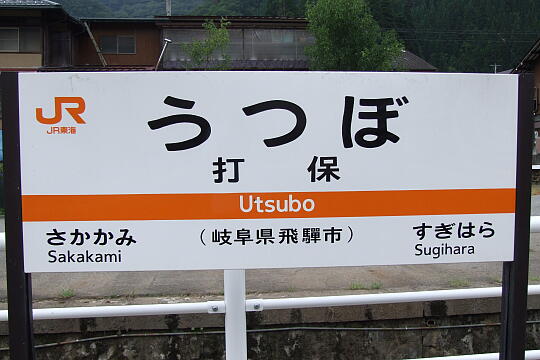 JR
JR東海
うつぼ
打保
Utsubo
さかかみ
Sakakami
（岐阜県飛驒市）
すぎはら
Sugihara